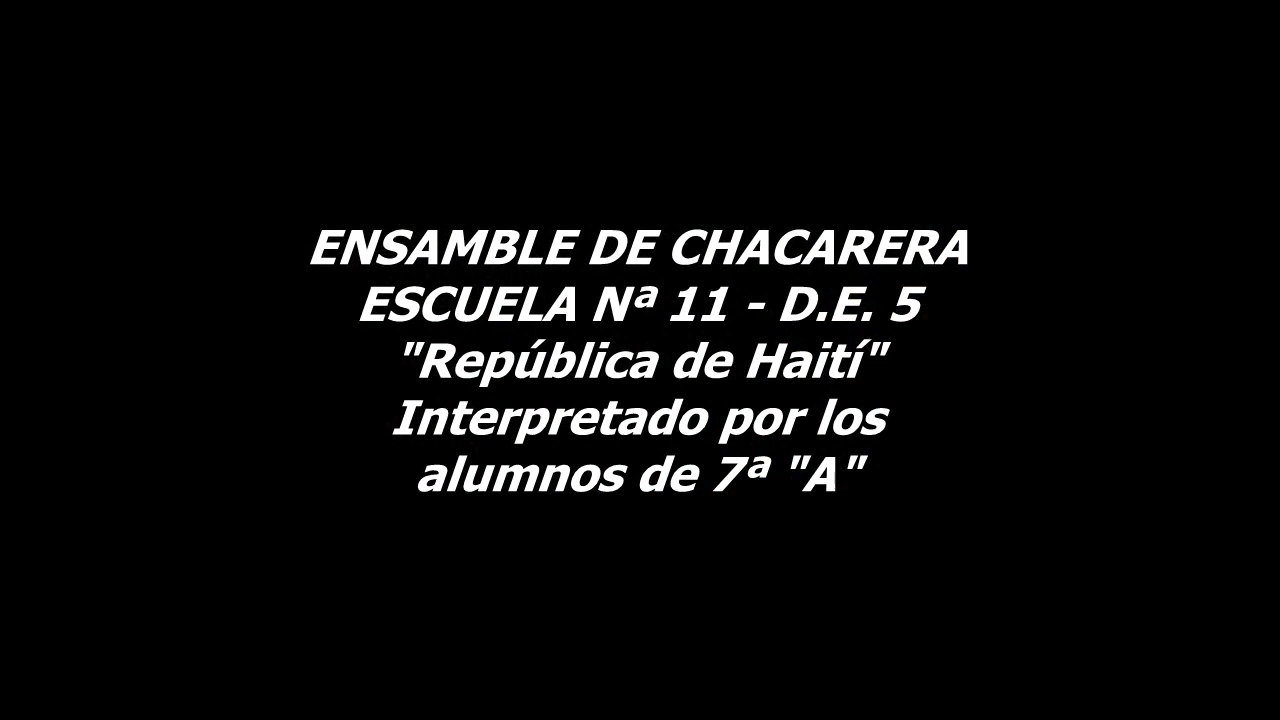 ENSAMBLE DE CHACARERA
ESCUELA Nª 11 - D.E. 5
"República de Haití"
Interpretado por los
alumnos de 7ª "A"